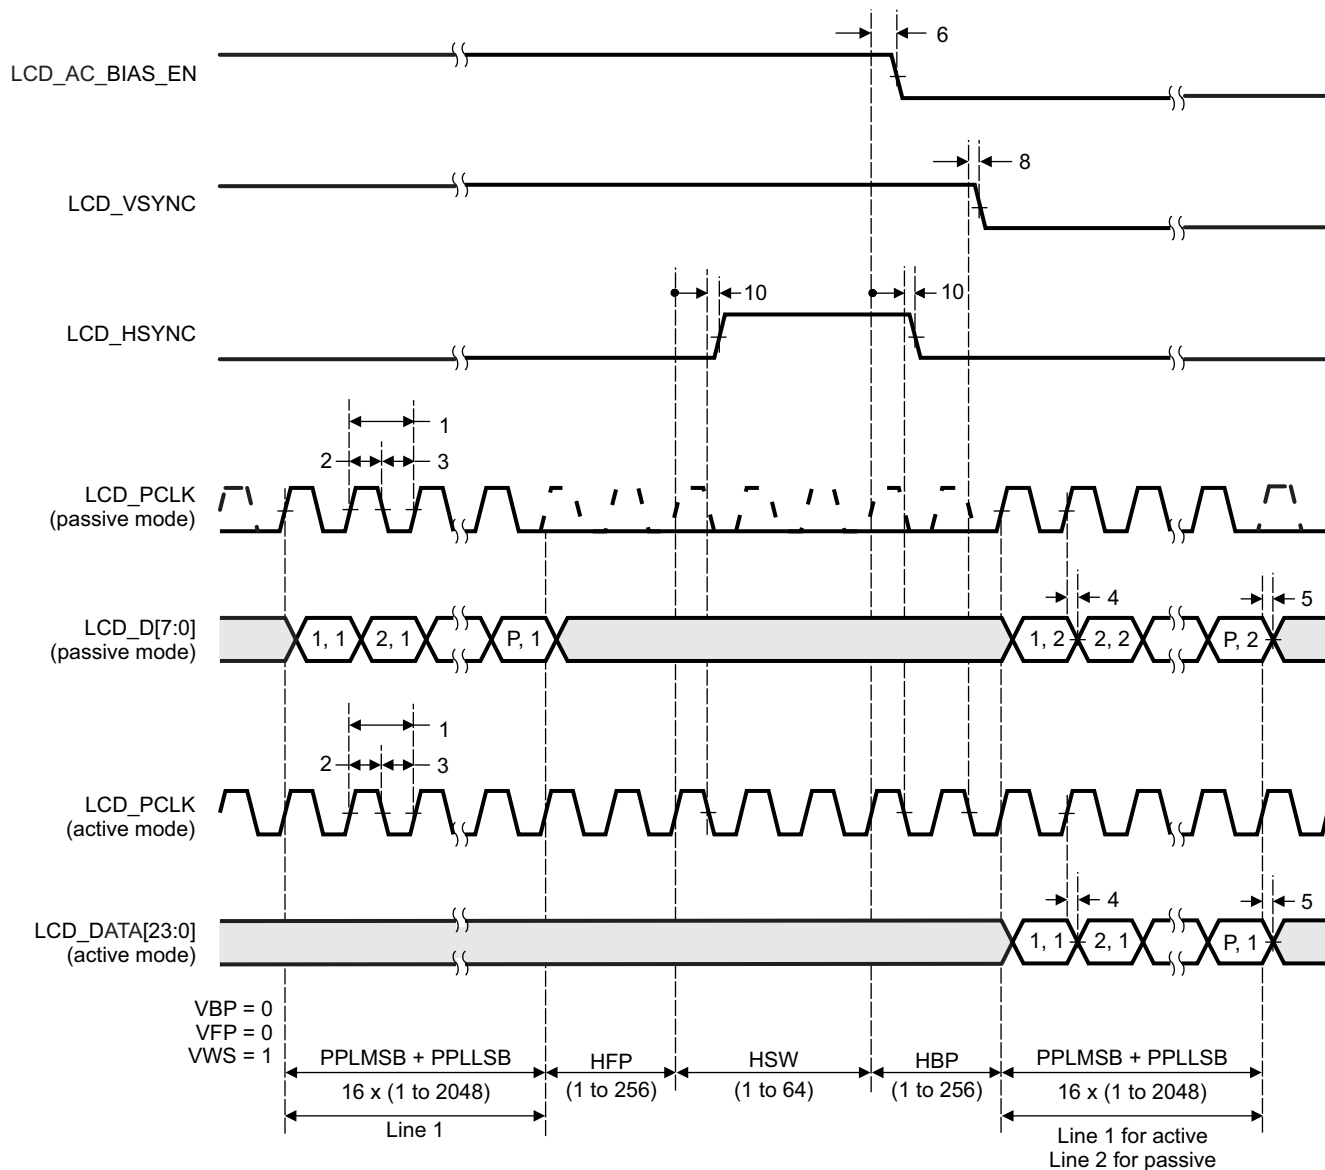 6
LCD_AC_BIAS_EN
8
LCD_VSYNC
10
10
LCD_HSYNC
1
2
3
LCD_PCLK
(passive mode)
4
5
LCD_D[7:0]
(passive mode)
1, 1
2, 1
P, 1
1, 2
2, 2
P, 2
1
2
3
LCD_PCLK
(active mode)
4
5
LCD_DATA[23:0]
(active mode)
1, 1
2, 1
P, 1
VBP = 0
VFP = 0
VWS = 1
PPLMSB + PPLLSB
16 x (1 to 2048)
Line 1
HFP
(1 to 256)
HSW
(1 to 64)
HBP
(1 to 256)
PPLMSB + PPLLSB
16 x (1 to 2048)
Line 1 for active
Line 2 for passive